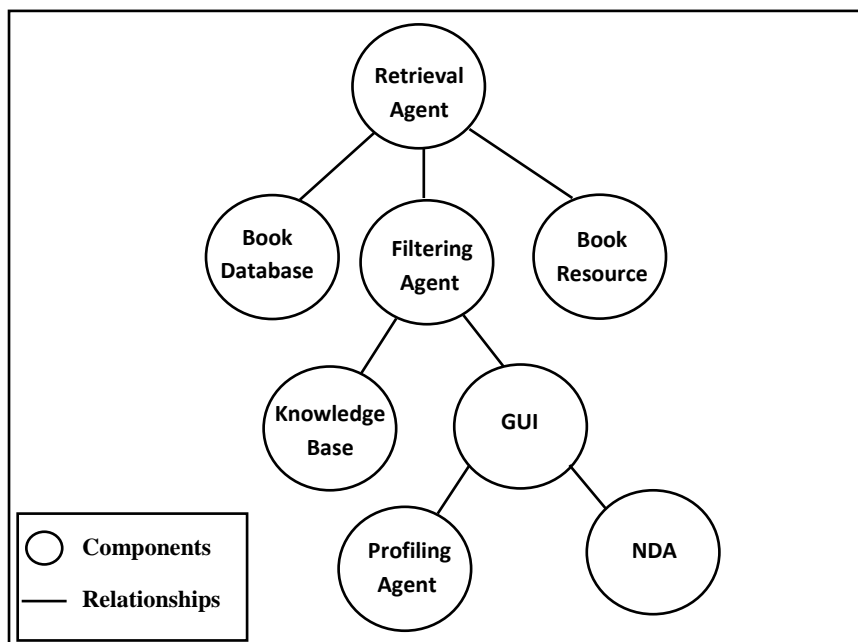 Retrieval
Agent
Book
Database
Filtering
Agent
Book
Resource
Knowledge
Base
GUI
Profiling
Agent
NDA
Components
Relationships